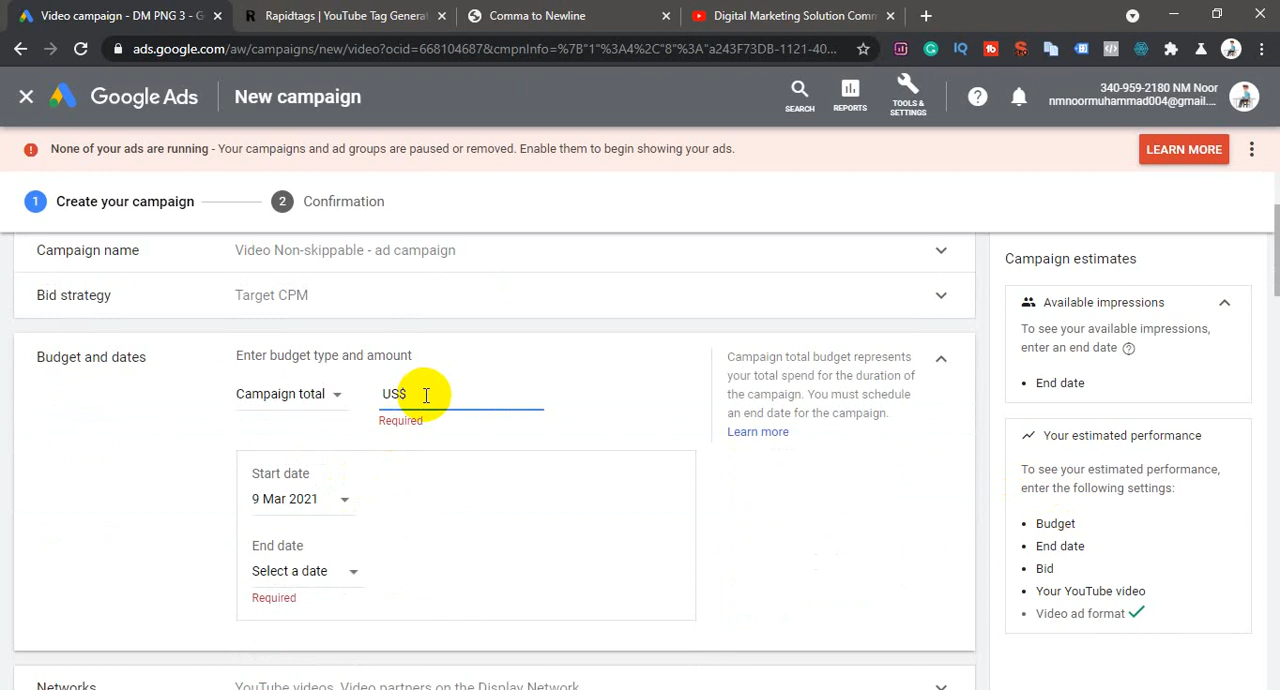 Video campaign - DM PNG 3 - G
Rapidtags | YouTube Tag Genera
Comma to Newline
Digital Marketing Solution Com
ads.google.com/aw/campaigns/new/video?ocid=668104687&cmpnInfo=%7B"1"%3A4%2C"8"%3A"a243F73DB-1121-40...
Google Ads
New campaign
SEARCH
REPORTS
TOOLS &
SETTINGS
340-959-2180 NM Noor
nmnoormuhammad004@gmail....
None of your ads are running - Your campaigns and ad groups are paused or removed. Enable them to begin showing your ads.
LEARN MORE
1 Create your campaign
2 Confirmation
Campaign name
Video Non-skippable - ad campaign
Bid strategy
Target CPM
Budget and dates
Enter budget type and amount
Campaign total
US$
Required
Start date
9 Mar 2021
End date
Select a date
Required
Campaign total budget represents
your total spend for the duration of
the campaign. You must schedule
an end date for the campaign.
Learn more
Networks
YouTube videos, Video partners on the Display Network
Campaign estimates
Available impressions
To see your available impressions,
enter an end date
• End date
Your estimated performance
To see your estimated performance,
enter the following settings:
• Budget
• End date
• Bid
• Your YouTube video
• Video ad format